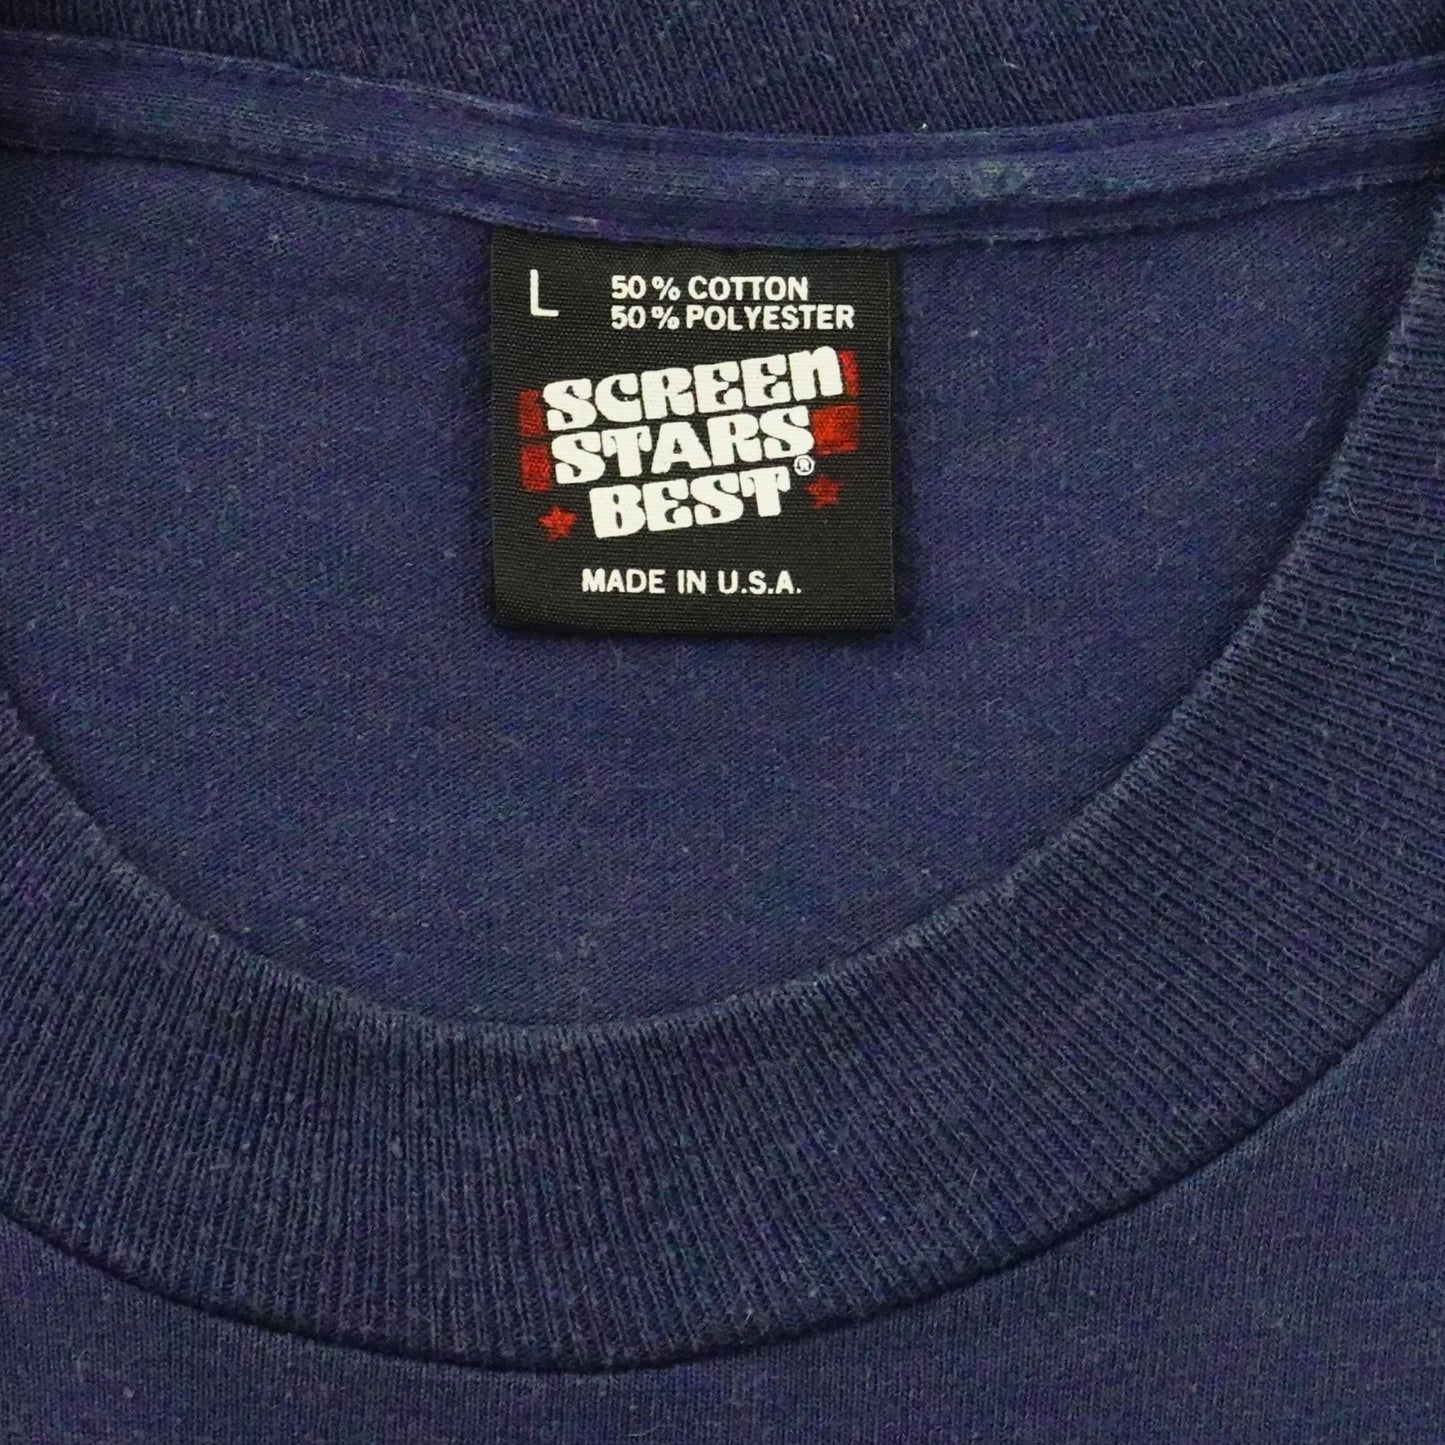 L
50 % COTTON
50 % POLYESTER
SCREEN
STARS
BEST®
MADE IN U.S.A.